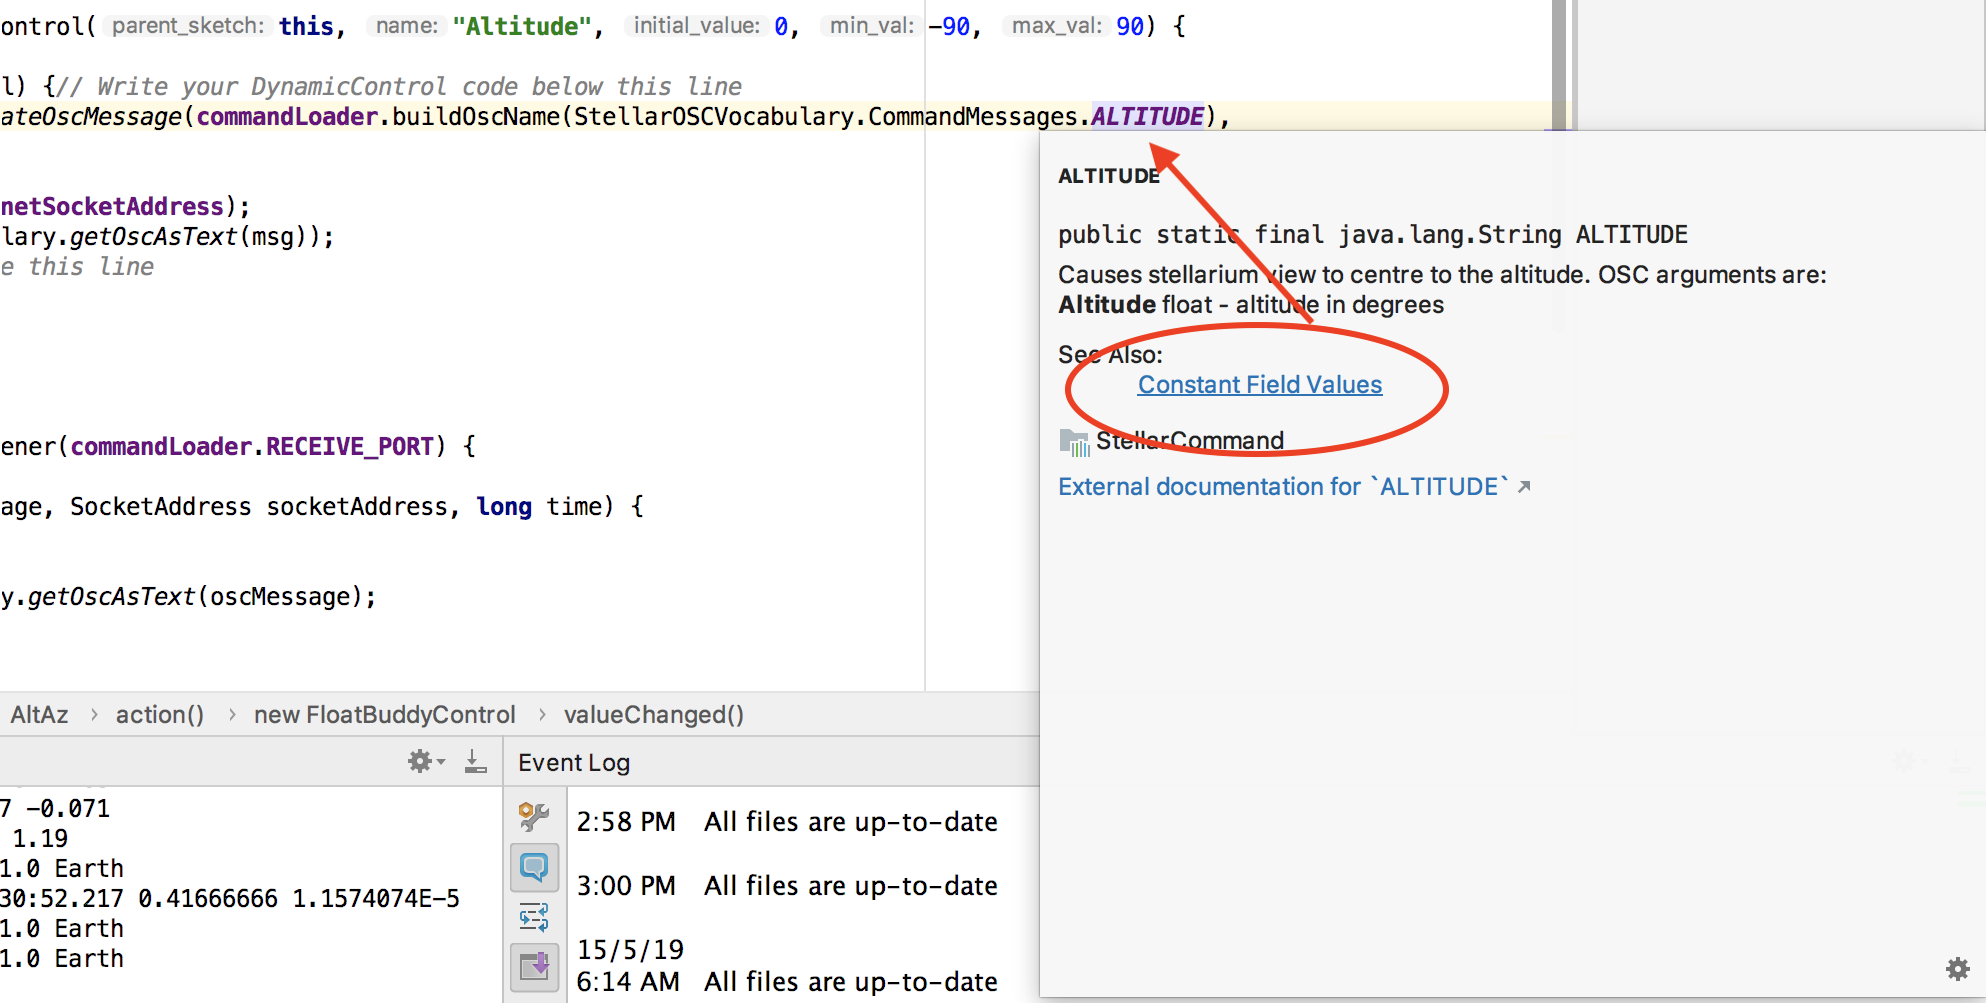 ontrol( parent_sketch: this, name: "Altitude", initial_value: 0, min_val: -90, max_val: 90) {
l) {// Write your DynamicControl code below this line
ateOscMessage(commandLoader.buildOscName(StellarOSCVocabulary.CommandMessages.ALTITUDE),
netSocketAddress);
lary.getOscAsText(msg));
e this line
ener(commandLoader.RECEIVE_PORT) {
age, SocketAddress socketAddress, long time) {
y.getOscAsText(oscMessage);
ALTITUDE
public static final java.lang.String ALTITUDE
Causes stellarium view to centre to the altitude. OSC arguments are:
Altitude float - altitude in degrees
See Also:
Constant Field Values
StellarCommand
External documentation for `ALTITUDE`
AltAz > action() > new FloatBuddyControl > valueChanged()
7 -0.071
1.19
1.0 Earth
30:52.217 0.41666666 1.1574074E-5
1.0 Earth
1.0 Earth
Event Log
2:58 PM All files are up-to-date
3:00 PM All files are up-to-date
15/5/19
6:14 AM All files are up-to-date